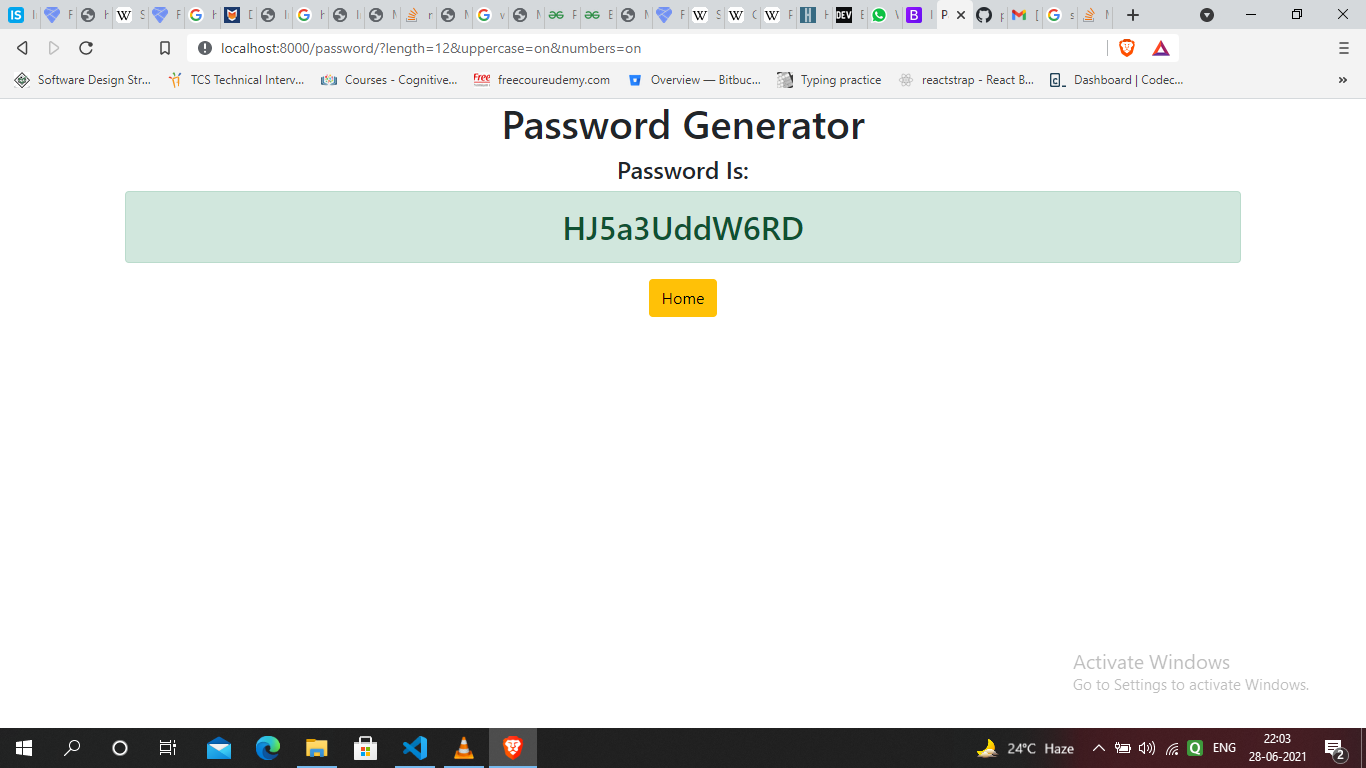 localhost:8000/password/?length=12&uppercase=on&numbers=on
Software Design Str... TCS Technical Interv... Courses - Cognitive... Free freecoureudemy.com Overview — Bitbuc... Typing practice reactstrap - React B... Dashboard | Codec... »
Password Generator
Password Is:
HJ5a3UddW6RD
Home
Activate Windows
Go to Settings to activate Windows.
24°C Haze
ENG
22:03
28-06-2021
2